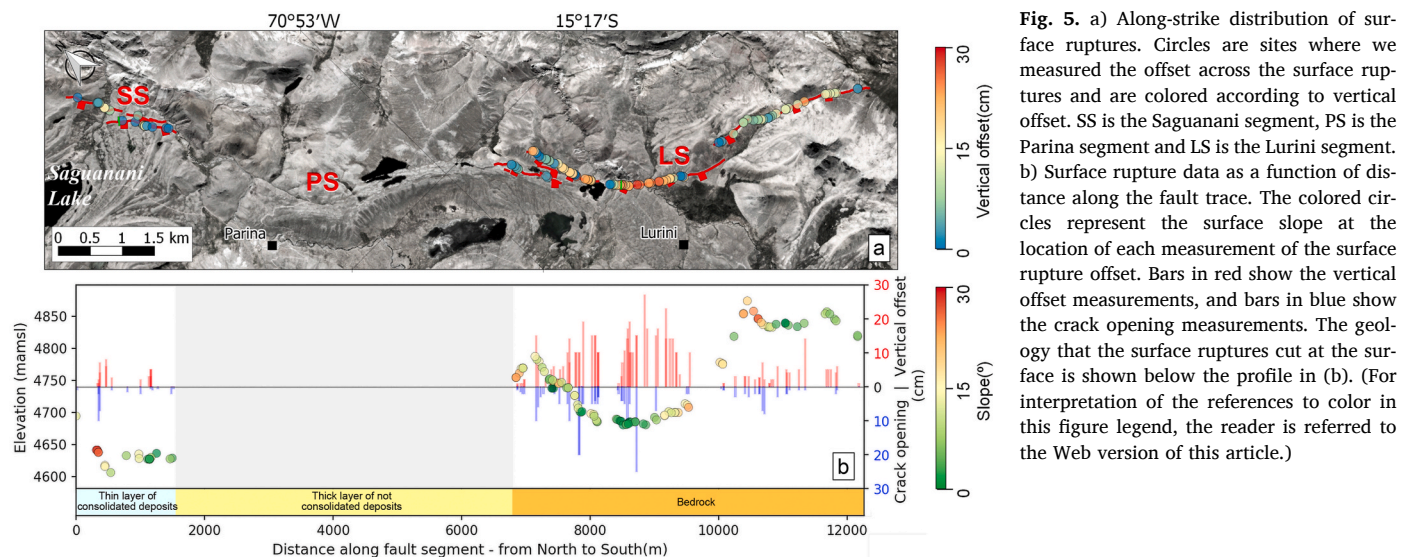 70°53′W 15°17′S
SS
PS
LS
Saguanani
Lake
0 0.5 1 1.5 km
Parina
Lurini
a
30
15
0
Vertical offset(cm)
Elevation (mamsl)
4850
4800
4750
4700
4650
4600
30
20
10
0
10
20
30
Crack opening | Vertical offset
(cm)
30
15
0
Slope(º)
b
Thin layer of
consolidated deposits
Thick layer of not
consolidated deposits
Bedrock
0 2000 4000 6000 8000 10000 12000
Distance along fault segment - from North to South(m)
Fig. 5. a) Along-strike distribution of sur-
face ruptures. Circles are sites where we
measured the offset across the surface rup-
tures and are colored according to vertical
offset. SS is the Saguanani segment, PS is the
Parina segment and LS is the Lurini segment.
b) Surface rupture data as a function of dis-
tance along the fault trace. The colored cir-
cles represent the surface slope at the
location of each measurement of the surface
rupture offset. Bars in red show the vertical
offset measurements, and bars in blue show
the crack opening measurements. The geol-
ogy that the surface ruptures cut at the sur-
face is shown below the profile in (b). (For
interpretation of the references to color in
this figure legend, the reader is referred to
the Web version of this article.)